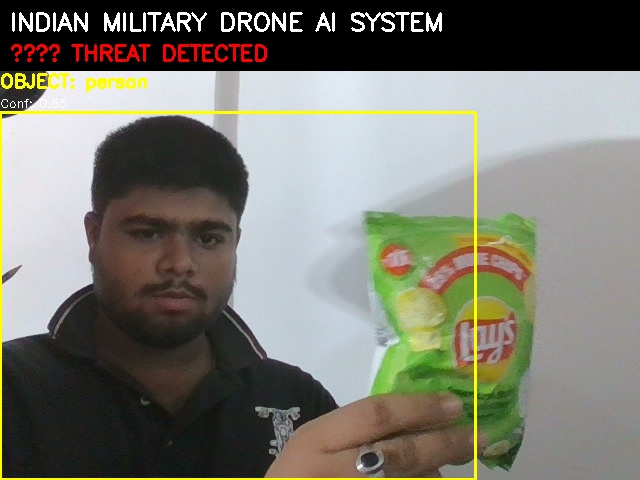 INDIAN MILITARY DRONE AI SYSTEM
???? THREAT DETECTED
OBJECT: person
Conf: 0.85
Lay's